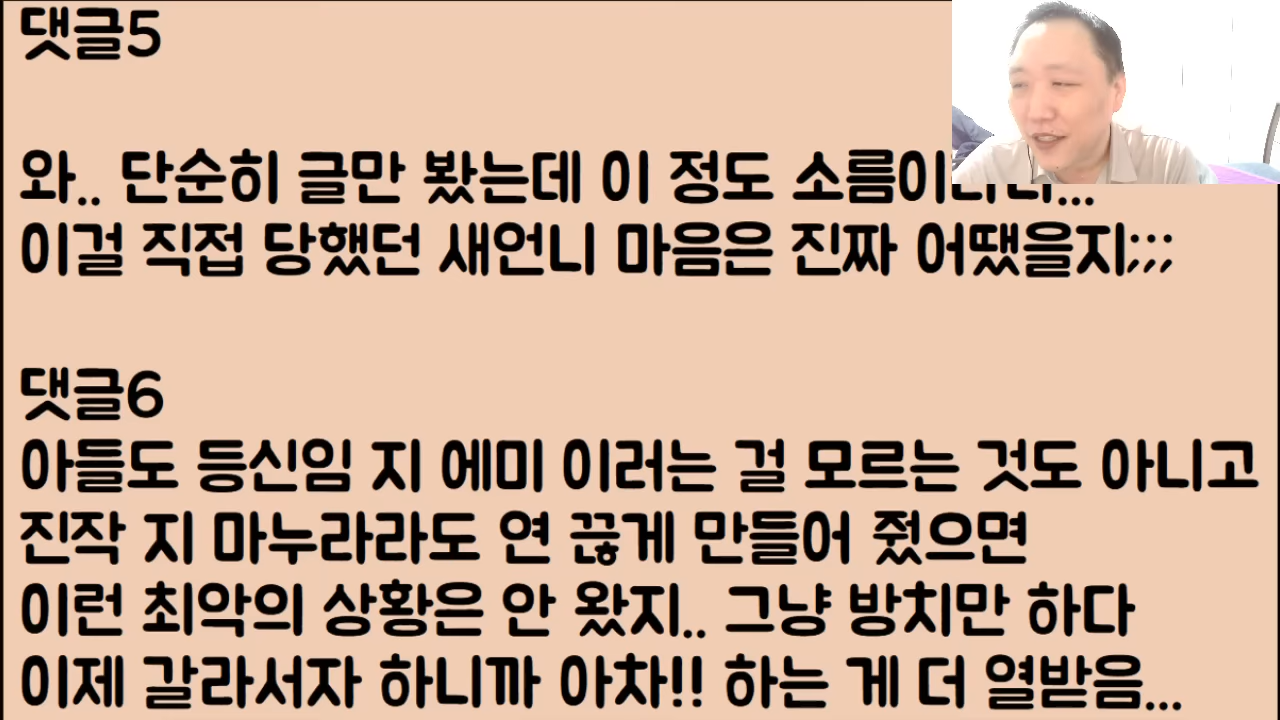 댓글5
와.. 단순히 글만 봤는데 이 정도
이걸 직접 당했던 새언니 마음은 진짜 어땠을지;;;
댓글6
아들도 등신임 지 에미 이러는 걸 모르는 것도 아니고
진작 지 마누라라도 연 끊게 만들어 줬으면
이런 최악의 상황은 안 왔지.. 그냥 방치만 하다
이제 갈라서자 하니까 아차!! 하는 게 더 열받음...